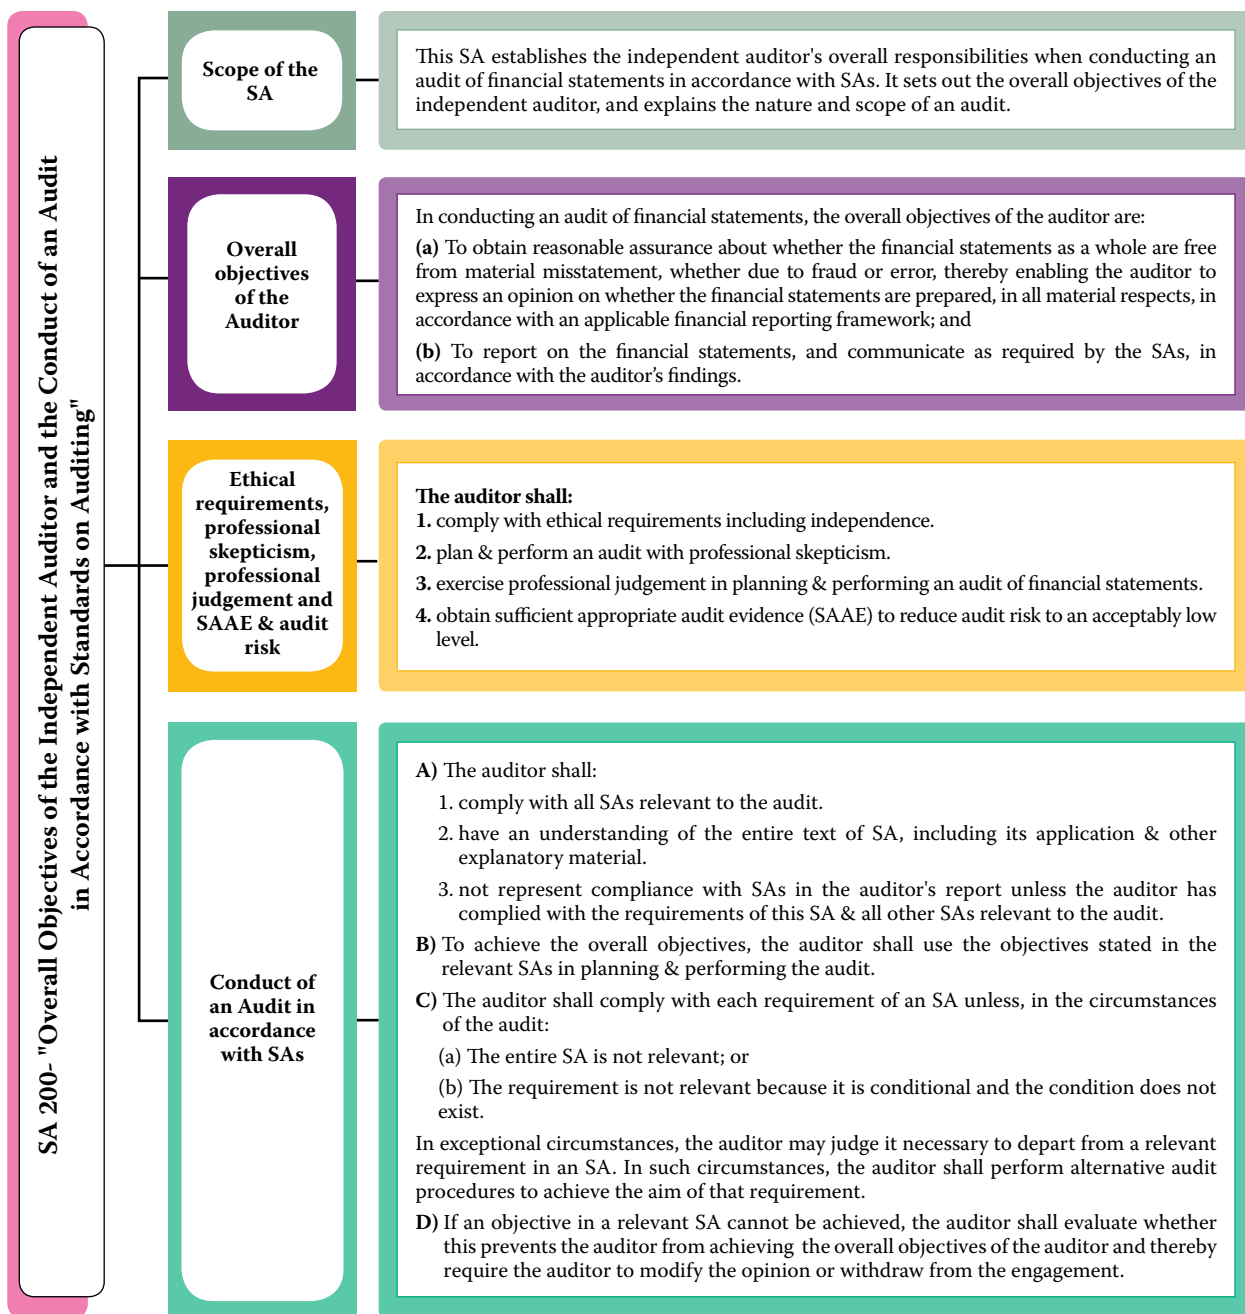 SA 200- "Overall Objectives of the Independent Auditor and the Conduct of an Audit
in Accordance with Standards on Auditing"
Scope of the
SA
This SA establishes the independent auditor's overall responsibilities when conducting an
audit of financial statements in accordance with SAs. It sets out the overall objectives of the
independent auditor, and explains the nature and scope of an audit.
Overall
objectives
of the
Auditor
In conducting an audit of financial statements, the overall objectives of the auditor are:
(a) To obtain reasonable assurance about whether the financial statements as a whole are free
from material misstatement, whether due to fraud or error, thereby enabling the auditor to
express an opinion on whether the financial statements are prepared, in all material respects, in
accordance with an applicable financial reporting framework; and
(b) To report on the financial statements, and communicate as required by the SAs, in
accordance with the auditor’s findings.
Ethical
requirements,
professional
skepticism,
professional
judgement and
SAAE & audit
risk
The auditor shall:
1. comply with ethical requirements including independence.
2. plan & perform an audit with professional skepticism.
3. exercise professional judgement in planning & performing an audit of financial statements.
4. obtain sufficient appropriate audit evidence (SAAE) to reduce audit risk to an acceptably low
level.
Conduct of
an Audit in
accordance
with SAs
A) The auditor shall:
1. comply with all SAs relevant to the audit.
2. have an understanding of the entire text of SA, including its application & other
explanatory material.
3. not represent compliance with SAs in the auditor's report unless the auditor has
complied with the requirements of this SA & all other SAs relevant to the audit.
B) To achieve the overall objectives, the auditor shall use the objectives stated in the
relevant SAs in planning & performing the audit.
C) The auditor shall comply with each requirement of an SA unless, in the circumstances
of the audit:
(a) The entire SA is not relevant; or
(b) The requirement is not relevant because it is conditional and the condition does not
exist.
In exceptional circumstances, the auditor may judge it necessary to depart from a relevant
requirement in an SA. In such circumstances, the auditor shall perform alternative audit
procedures to achieve the aim of that requirement.
D) If an objective in a relevant SA cannot be achieved, the auditor shall evaluate whether
this prevents the auditor from achieving the overall objectives of the auditor and thereby
require the auditor to modify the opinion or withdraw from the engagement.